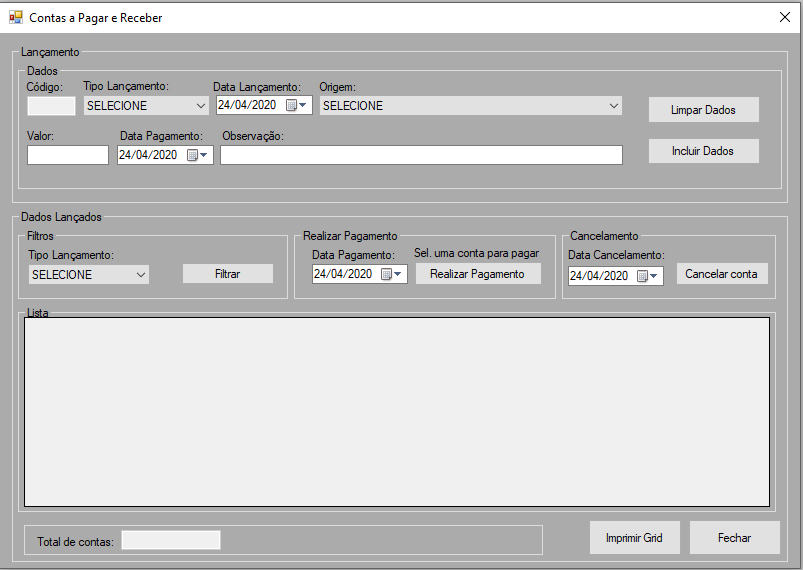 Contas a Pagar e Receber
Lançamento
Dados
Código: Tipo Lançamento: Data Lançamento: Origem:
SELECIONE 24/04/2020 SELECIONE Limpar Dados
Valor: Data Pagamento: Observação:
24/04/2020 Incluir Dados
Dados Lançados
Filtros Realizar Pagamento Cancelamento
Tipo Lançamento: Data Pagamento: Sel. uma conta para pagar Data Cancelamento:
SELECIONE Filtrar 24/04/2020 Realizar Pagamento 24/04/2020 Cancelar conta
Lista
Total de contas: Imprimir Grid Fechar